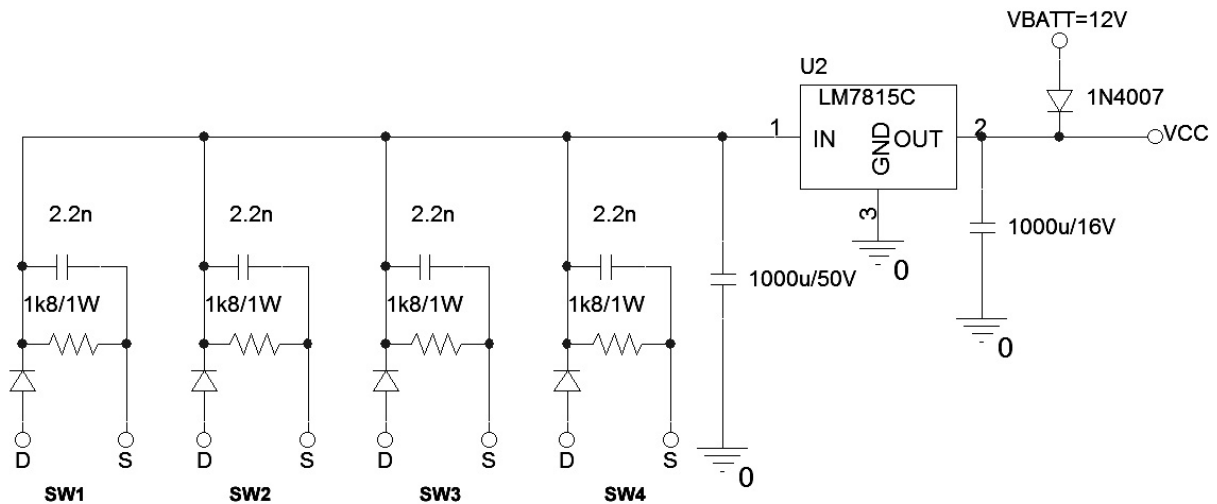 VBATT=12V
U2
LM7815C
1N4007
1
IN
GND
OUT
2
VCC
3
0
2.2n
2.2n
2.2n
2.2n
1000u/16V
1000u/50V
1k8/1W
1k8/1W
1k8/1W
1k8/1W
0
D
S
D
S
D
S
D
S
0
SW1
SW2
SW3
SW4